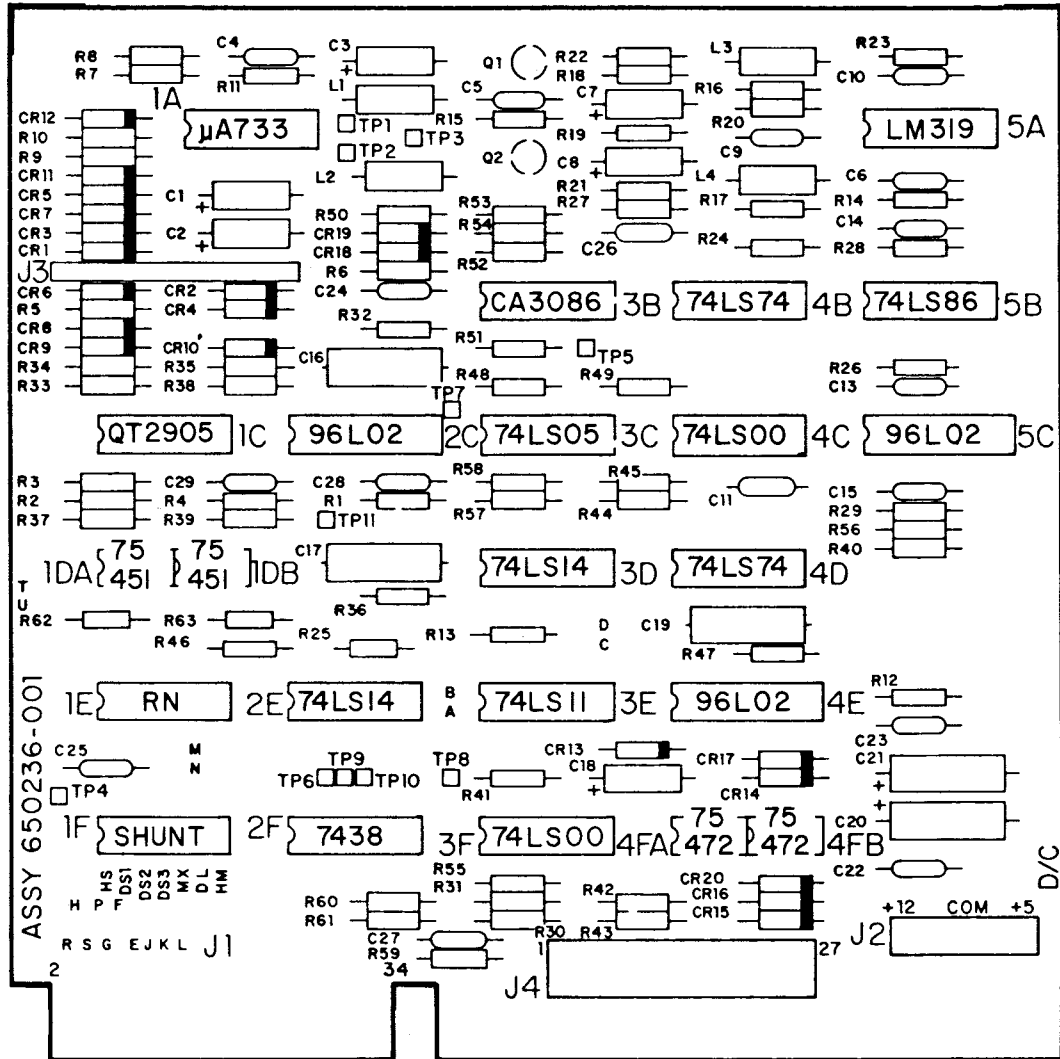 R8 C4 C3 Q1 R22 L3 R23
R7 R11 + R18 C10
1A L1 C5 C7 R16
CR12 µA733 TP1 R15 + R20 LM319 5A
R10 TP3 R19
R9 TP2 Q2 C8 C9
CR11 L2 + R21 L4 C6
CR5 C1 R27 R17 R14
CR7 + R50 R53 C14
CR3 C2 CR19 R54 R24 R28
CR1 + CR18 R52 C26
J3 R6
CR6 CR2 C24 CA3086 3B 74LS74 4B 74LS86 5B
R5 CR4 R32
CR8
CR9 CR10' C16 R51 TP5
R34 R35 R26
R33 R38 TP7 R48 R49 C13
QT2905 1C 96L02 2C 74LS05 3C 74LS00 4C 96L02 5C
R3 C29 C28 R58 R45 C11 C15
R2 R4 R1 R57 R44 R29
R37 R39 TP11 R56
R40
1DA 75 451 75 451 1DB C17 74LS14 3D 74LS74 4D
T
U R36
R62 R63 D C19
R46 R25 R13 C R47
R12
1E RN 2E 74LS14 B 74LS11 3E 96L02 4E
A
C25 M CR13 CR17 C23
N TP9 TP8 C18 C21
TP4 TP6 TP10 R41 + CR14 +
1F SHUNT 2F 7438 3F 74LS00 4FA 75 472 75 472 4FB C20 +
HS DS1 DS2 DS3 MX DL HM R55 CR20 C22
R31 R42 CR16
H P F R60 CR15 +12 COM +5
R61 R30 R43
R S G E J K L J1 C27 1 27 J2
R59
2 34 J4
ASSY 650236-001
D/C